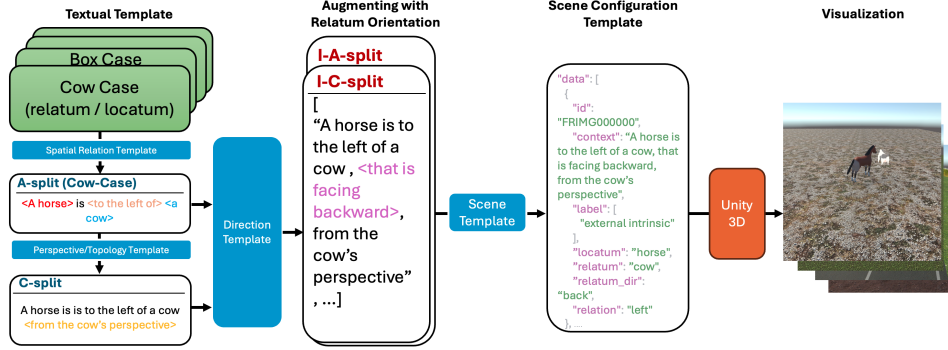 Textual Template
Box Case
Cow Case
(relatum / locatum)
Spatial Relation Template
A-split (Cow-Case)
<A horse> is <to the left of> <a
cow>
Perspective/Topology Template
C-split
A horse is is to the left of a cow
<from the cow's perspective>
Direction
Template
Augmenting with
Relatum Orientation
I-A-split
I-C-split
[
“A horse is to
the left of a
cow , <that is
facing
backward>,
from the
cow's
perspective”
, ...]
Scene
Template
Scene Configuration
Template
"data": [
{
"id":
"FRIMG000000",
"context": “A horse is
to the left of a cow, that
is facing backward,
from the cow's
perspective",
"label": [
"external intrinsic"
],
"locatum": "horse",
"relatum": "cow",
"relatum_dir":
"back",
"relation": "left"
}, ...
Unity
3D
Visualization